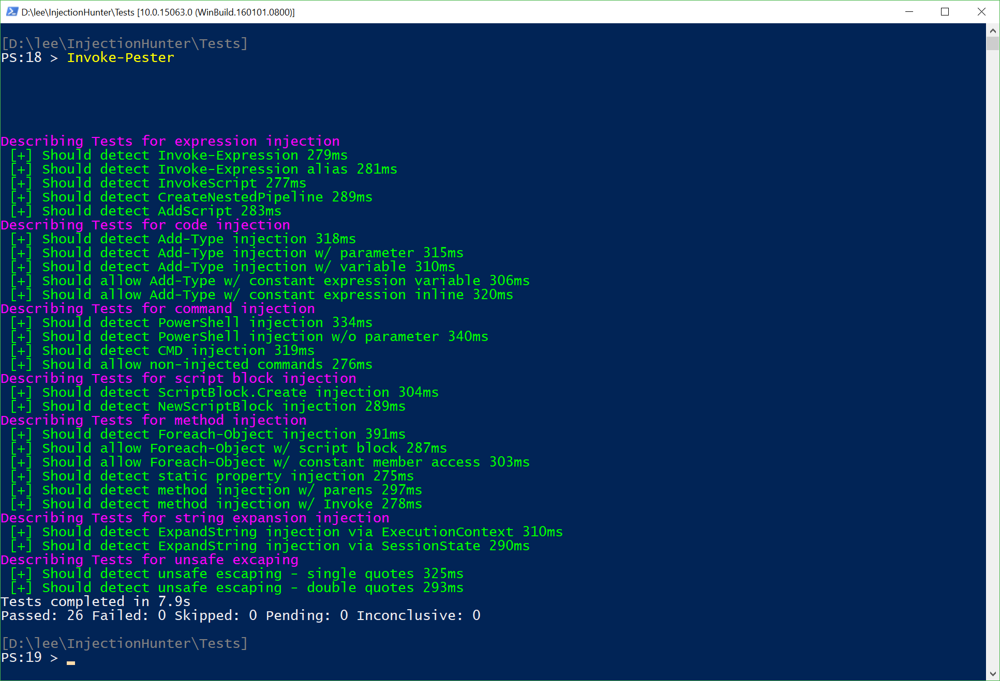 D:\lee\InjectionHunter\Tests [10.0.15063.0 (WinBuild.160101.0800)]
[D:\lee\InjectionHunter\Tests]
PS:18 > Invoke-Pester
Describing Tests for expression injection
[+] Should detect Invoke-Expression 279ms
[+] Should detect Invoke-Expression alias 281ms
[+] Should detect InvokeScript 277ms
[+] Should detect CreateNestedPipeline 289ms
[+] Should detect AddScript 283ms
Describing Tests for code injection
[+] Should detect Add-Type injection 318ms
[+] Should detect Add-Type injection w/ parameter 315ms
[+] Should detect Add-Type injection w/ variable 310ms
[+] Should allow Add-Type w/ constant expression variable 306ms
[+] Should allow Add-Type w/ constant expression inline 320ms
Describing Tests for command injection
[+] Should detect PowerShell injection 334ms
[+] Should detect PowerShell injection w/o parameter 340ms
[+] Should detect CMD injection 319ms
[+] Should allow non-injected commands 276ms
Describing Tests for script block injection
[+] Should detect ScriptBlock.Create injection 304ms
[+] Should detect NewScriptBlock injection 289ms
Describing Tests for method injection
[+] Should detect Foreach-Object injection 391ms
[+] Should allow Foreach-Object w/ script block 287ms
[+] Should allow Foreach-Object w/ constant member access 303ms
[+] Should detect static property injection 275ms
[+] Should detect method injection w/ parens 297ms
[+] Should detect method injection w/ Invoke 278ms
Describing Tests for string expansion injection
[+] Should detect ExpandString injection via ExecutionContext 310ms
[+] Should detect ExpandString injection via SessionState 290ms
Describing Tests for unsafe excaping
[+] Should detect unsafe escaping - single quotes 325ms
[+] Should detect unsafe escaping - double quotes 293ms
Tests completed in 7.9s
Passed: 26 Failed: 0 Skipped: 0 Pending: 0 Inconclusive: 0
[D:\lee\InjectionHunter\Tests]
PS:19 > _